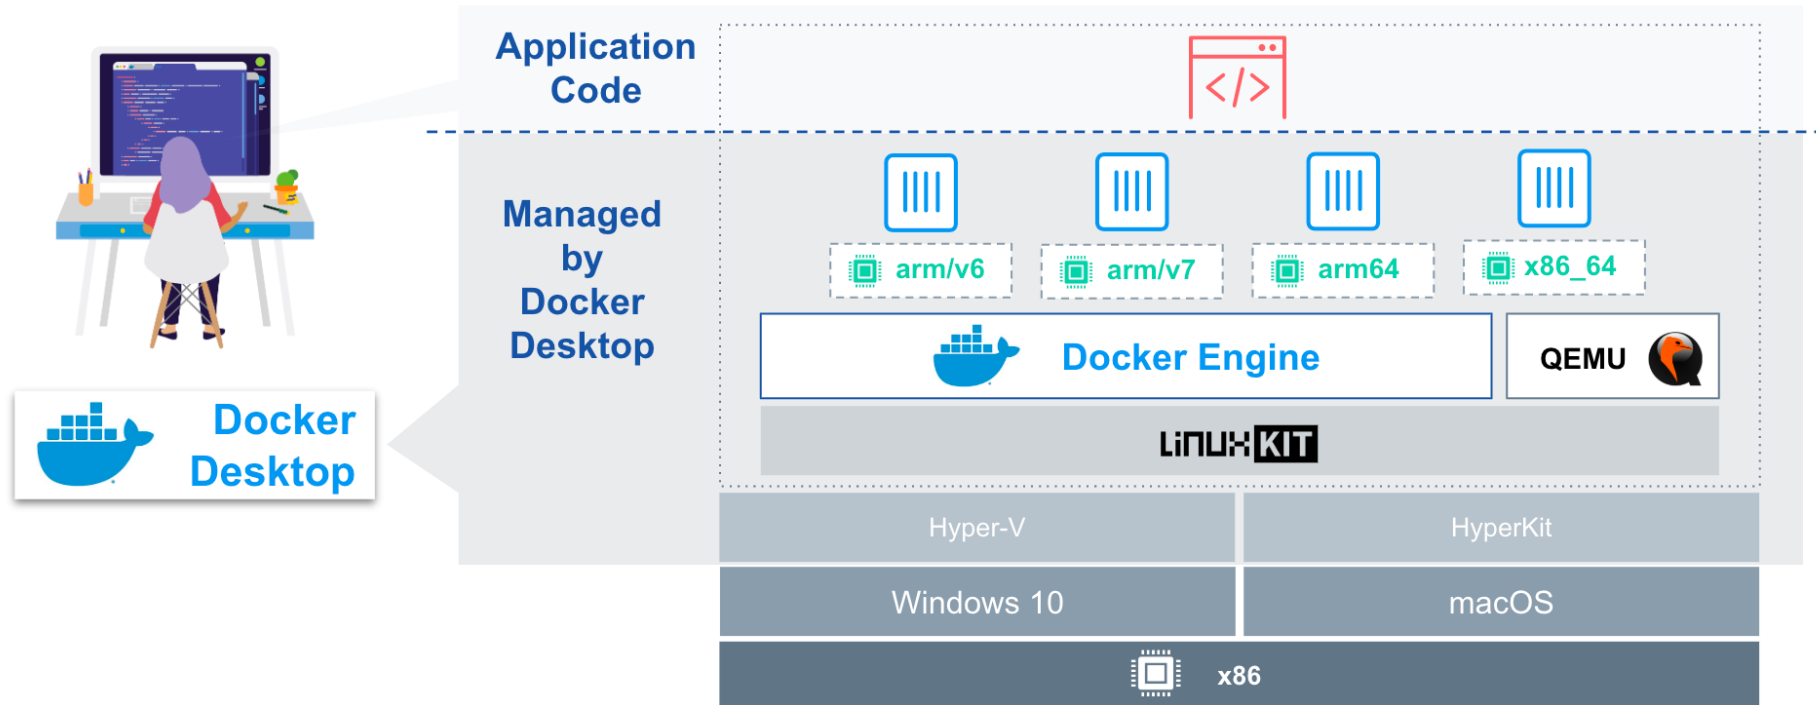 Application
Code
Managed
by
Docker
Desktop
arm/v6
arm/v7
arm64
x86_64
Docker Engine
QEMU
LinuxKIT
Docker
Desktop
Hyper-V
HyperKit
Windows 10
macOS
x86